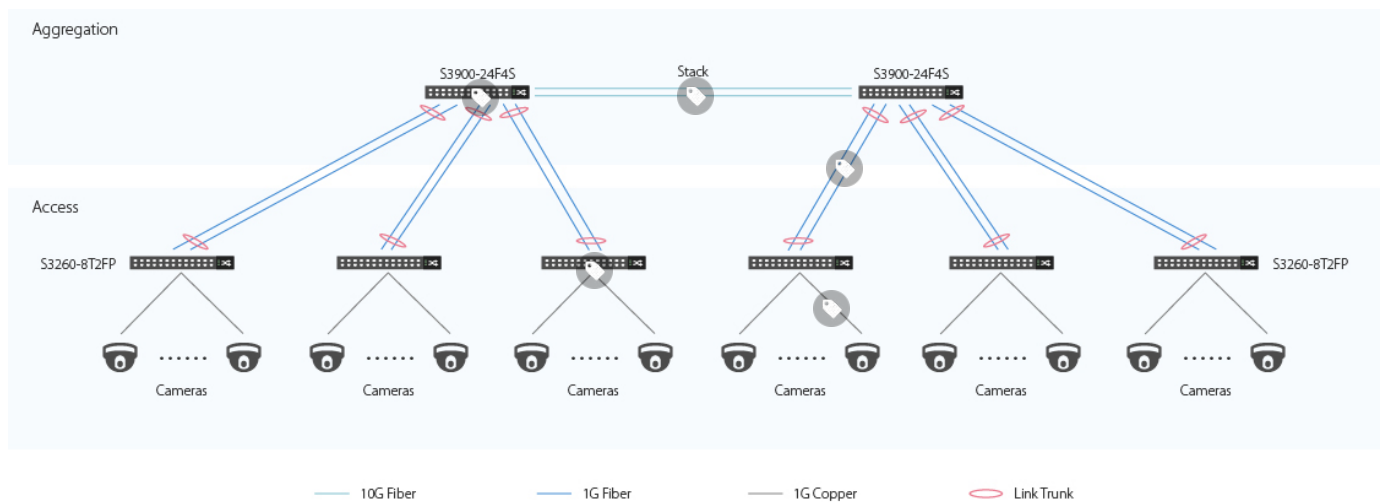 Aggregation
S3900-24F4S
Stack
S3900-24F4S
Access
S3260-8T2FP
S3260-8T2FP
Cameras
Cameras
Cameras
Cameras
Cameras
Cameras
10G Fiber
1G Fiber
1G Copper
Link Trunk